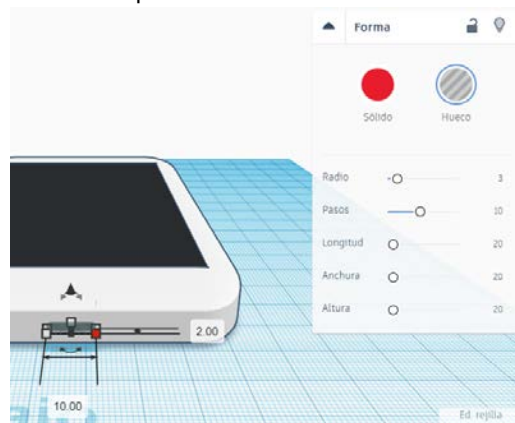 Forma
Sólido
Hueco
Radio
3
Pasos
10
Longitud
20
Anchura
20
Altura
20
2.00
10.00
Ed. rejilla